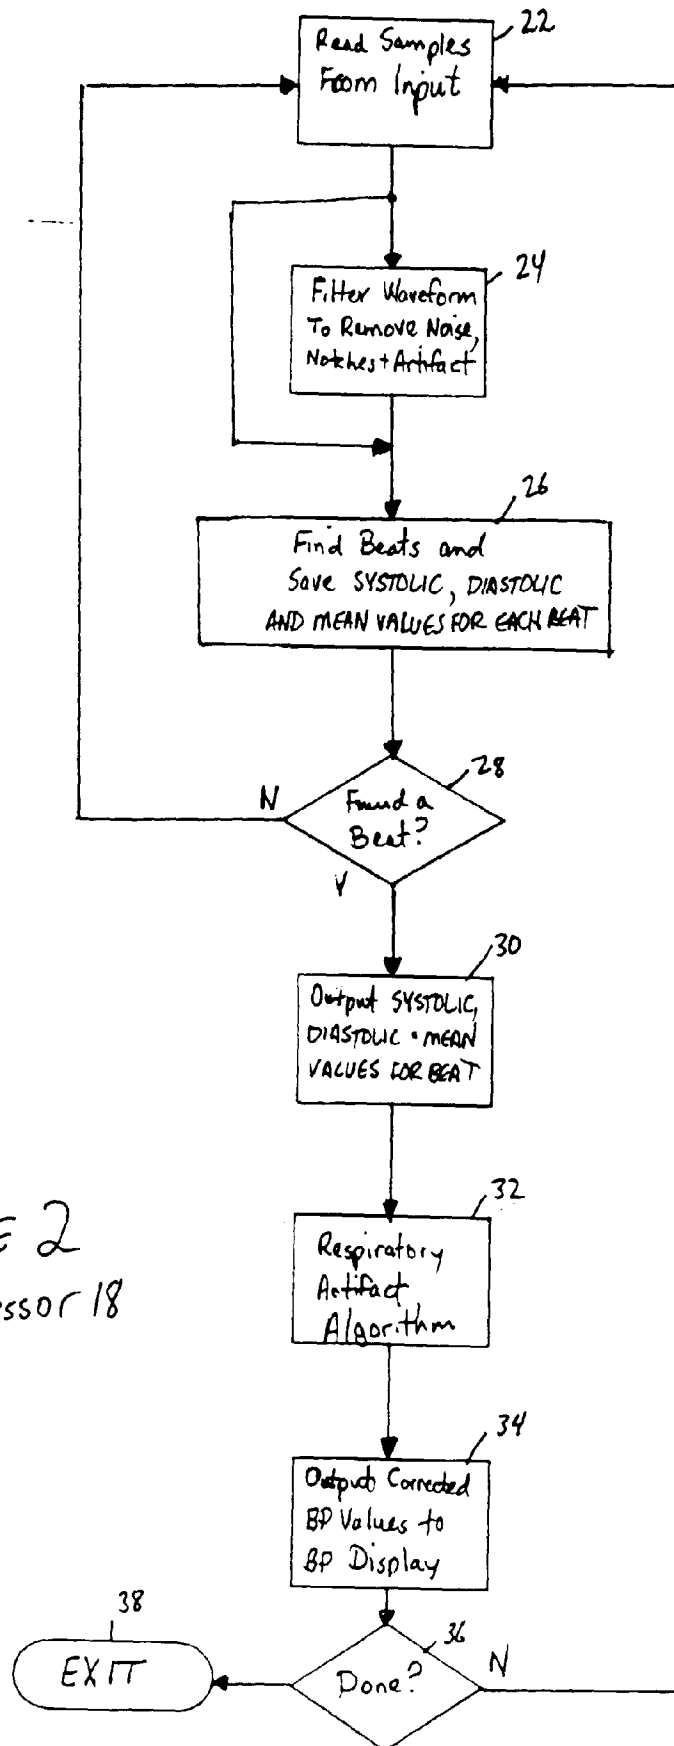 22
Read Samples
From Input
24
Filter Waveform
To Remove Noise,
Notches + Artifact
26
Find Beats and
Save SYSTOLIC, DIASTOLIC
AND MEAN VALUES FOR EACH BEAT
28
N
Found a
Beat?
Y
30
Output SYSTOLIC,
DIASTOLIC • MEAN
VALUES FOR BEAT
32
Respiratory
Artifact
Algorithm
E 2
ssor 18
34
Output Corrected
BP Values to
BP Display
38
EXIT
36
Done?
N